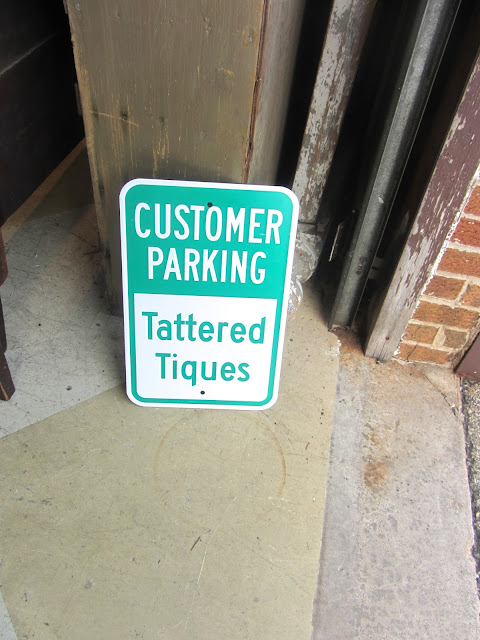 CUSTOMER
PARKING
Tattered
Tiques